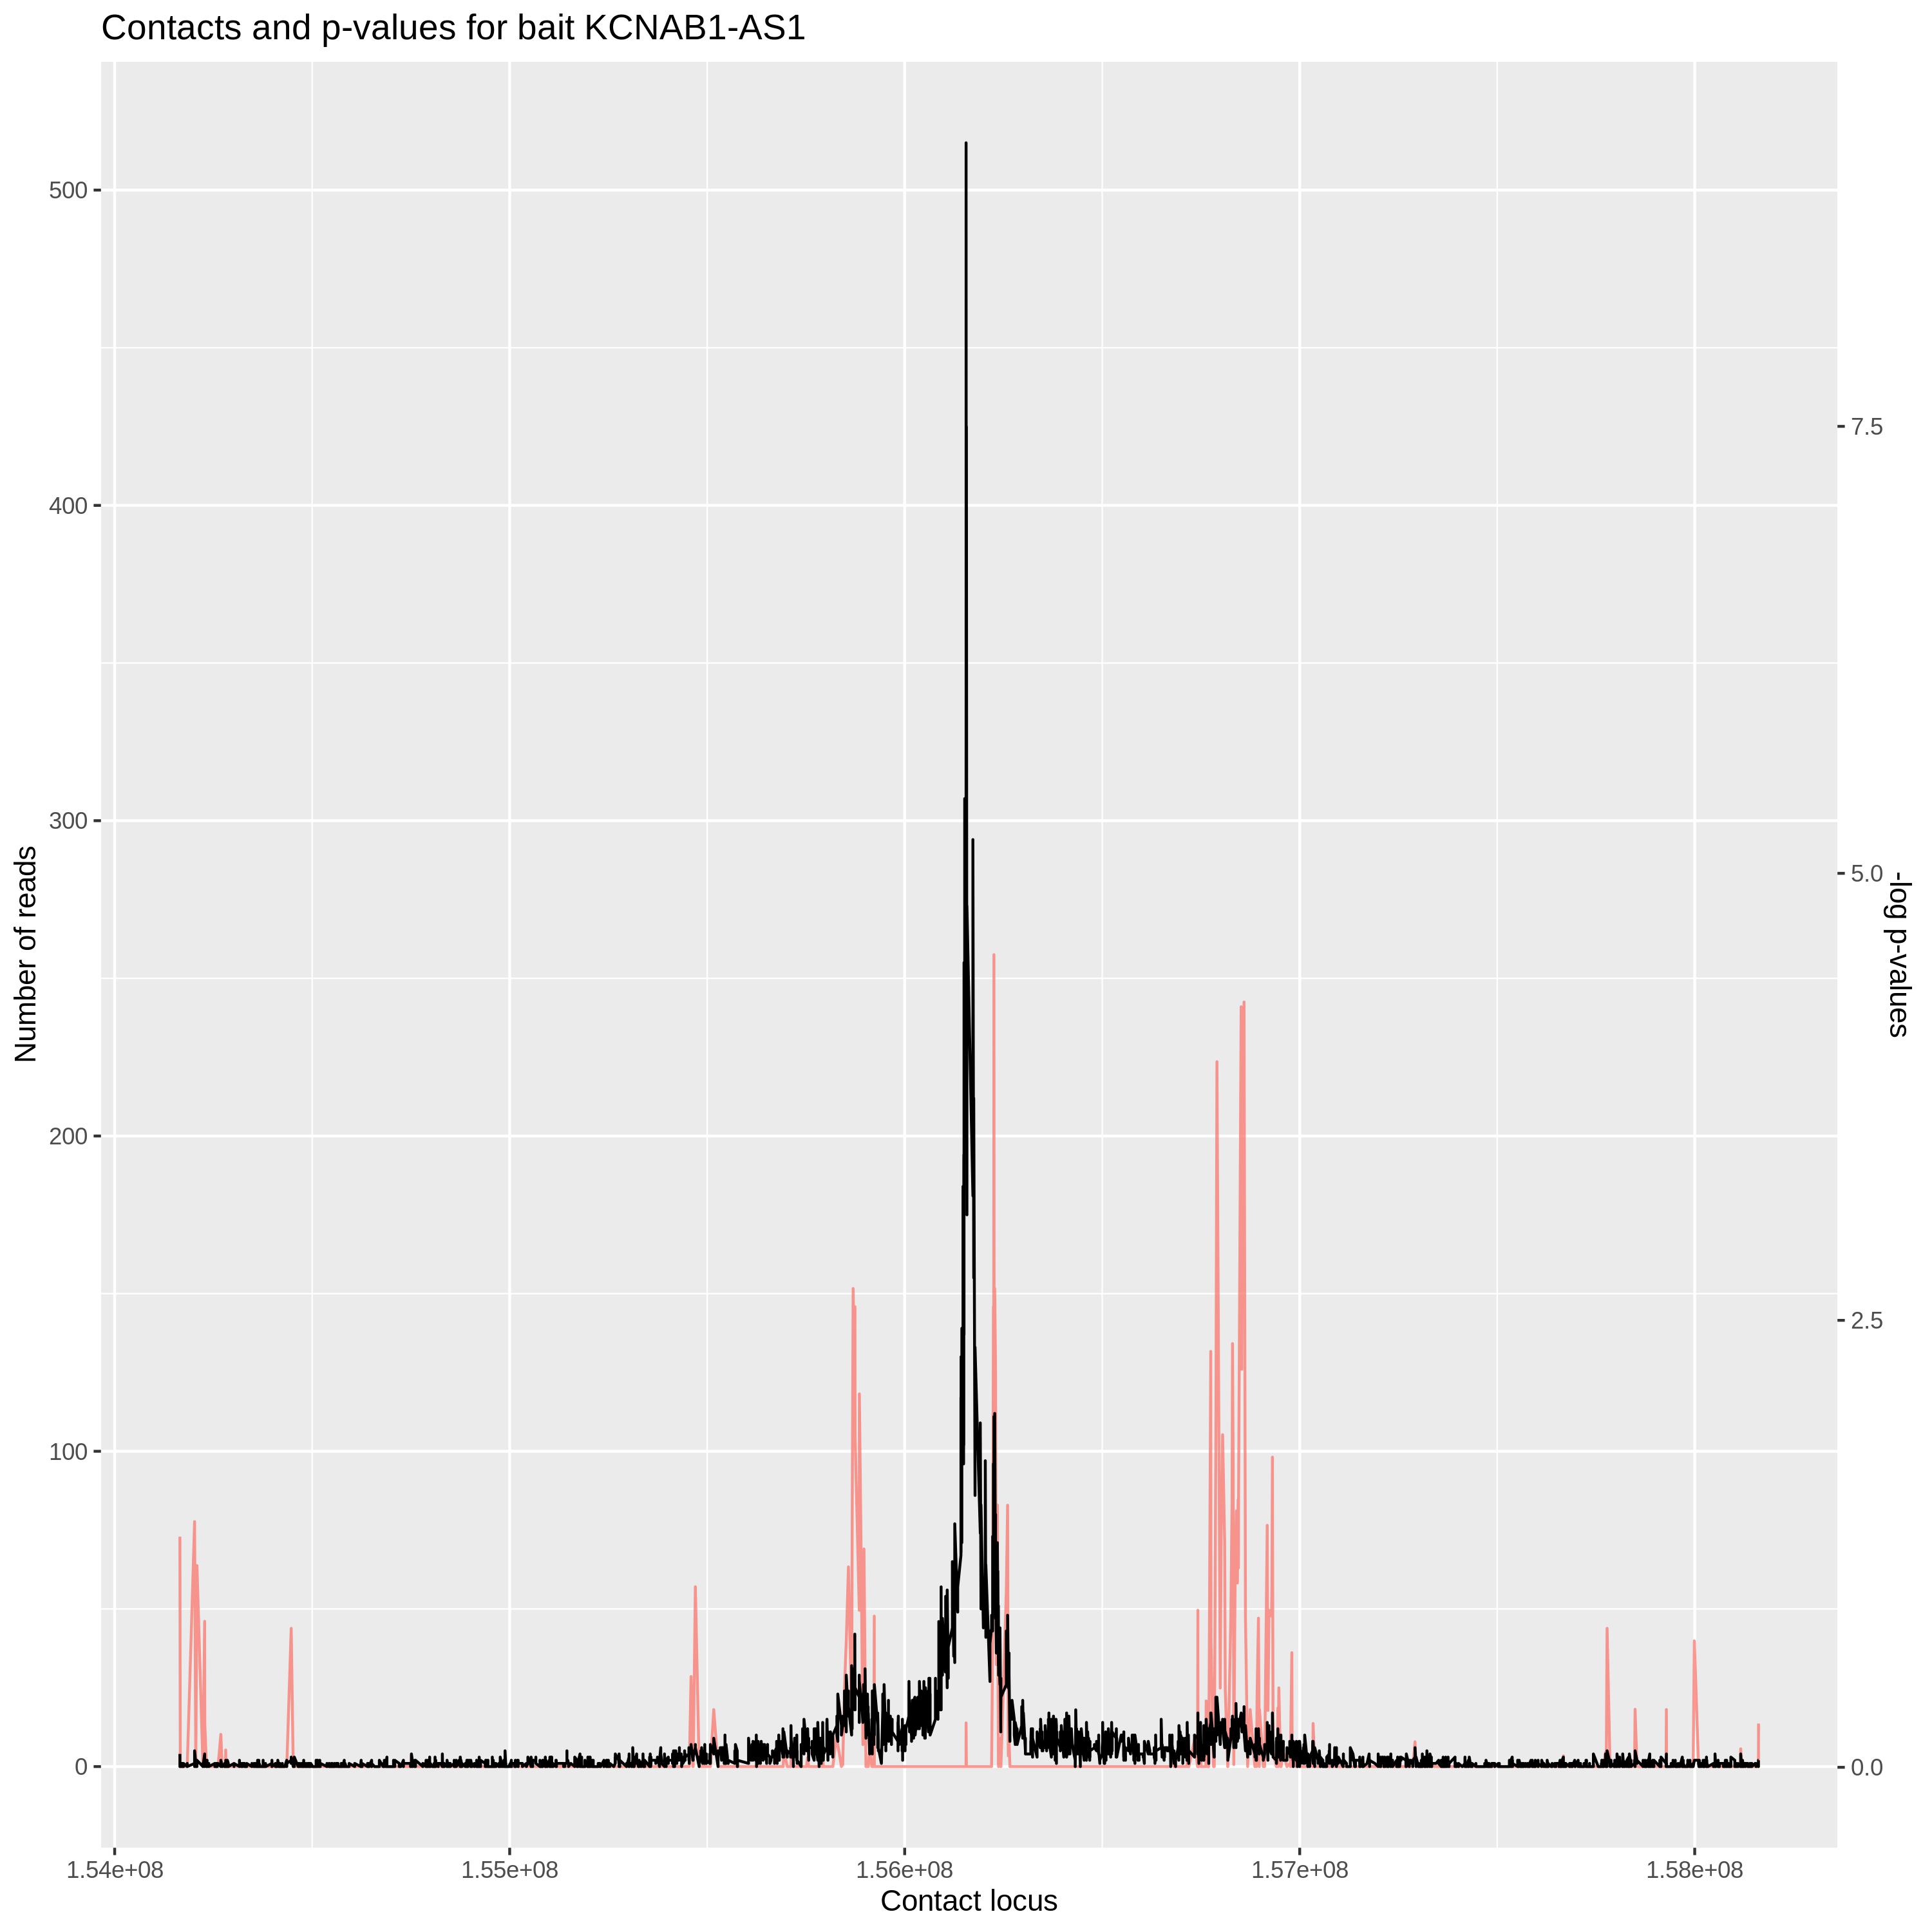 Contacts and p-values for bait KCNAB1-AS1
Number of reads
500
400
300
200
100
0
7.5
5.0
2.5
0.0
-log p-values
1.54e+08
1.55e+08
1.56e+08
1.57e+08
1.58e+08
Contact locus